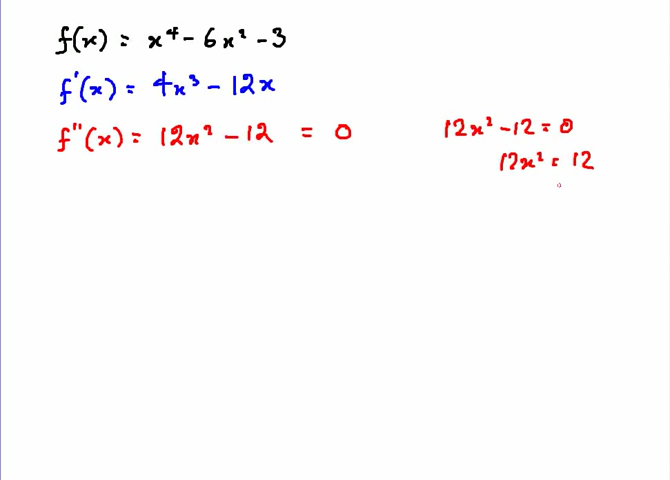 f(x) = x⁴ - 6x² - 3
f'(x) = 4x³ - 12x
f''(x) = 12x² - 12 = 0
12x² - 12 = 0
12x² = 12